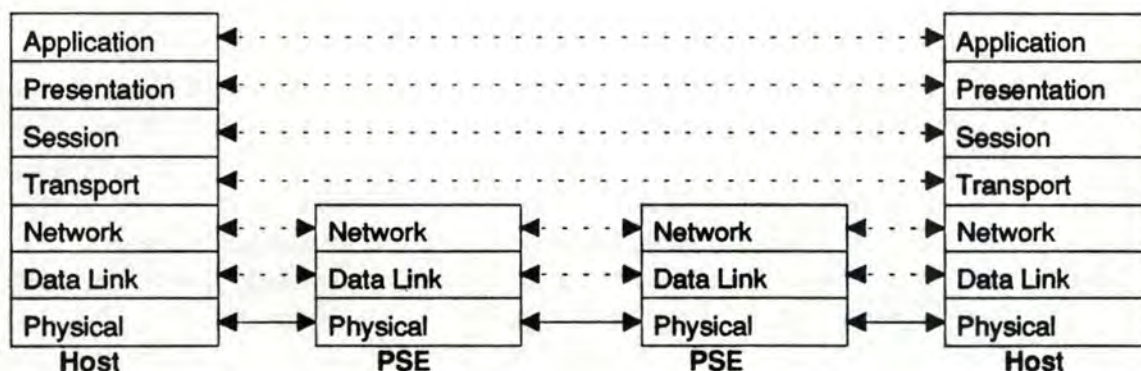 Application Application
Presentation Presentation
Session Session
Transport Transport
Network Network Network Network
Data Link Data Link Data Link Data Link
Physical Physical Physical Physical
Host PSE PSE Host